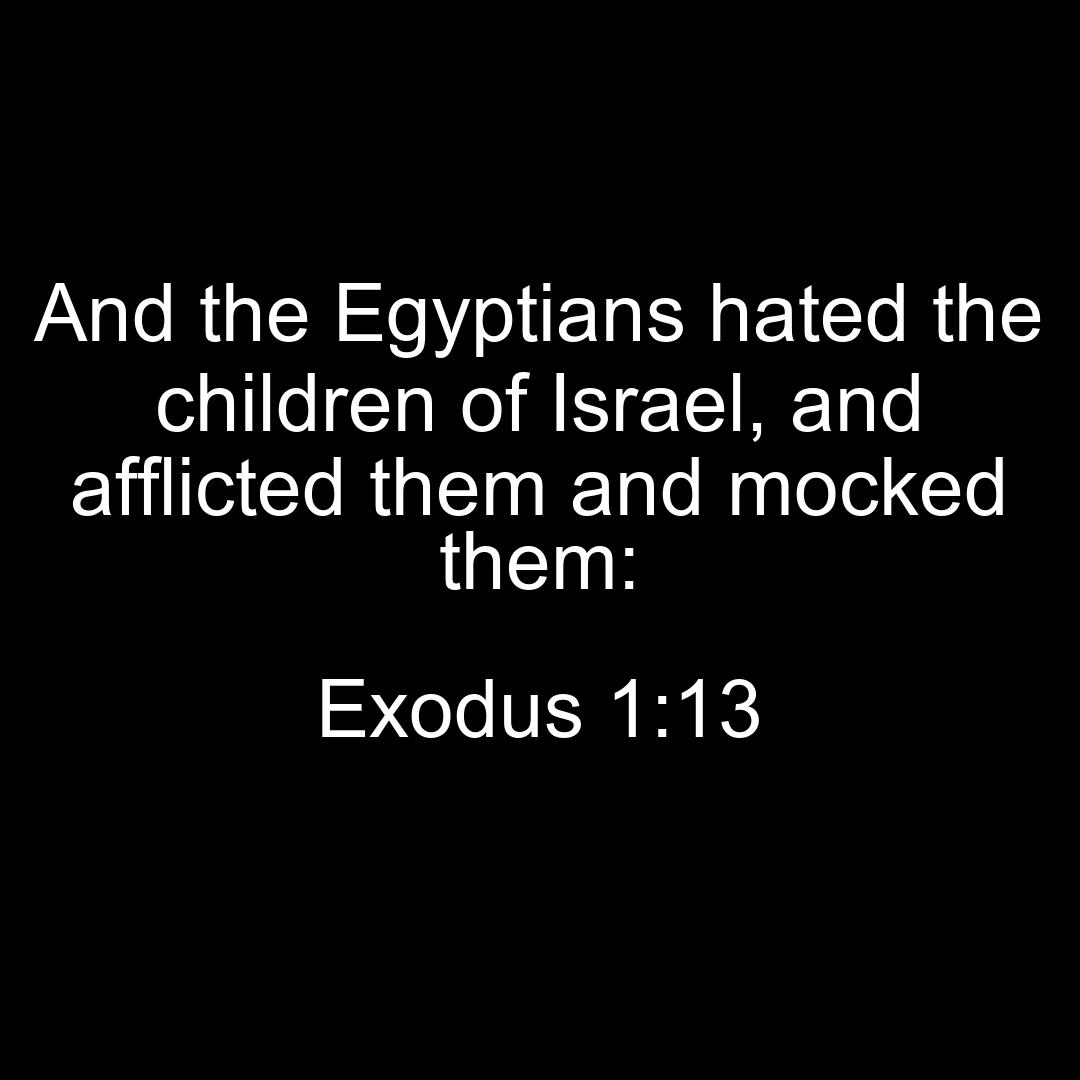 And the Egyptians hated the
children of Israel, and
afflicted them and mocked
them:
Exodus 1:13